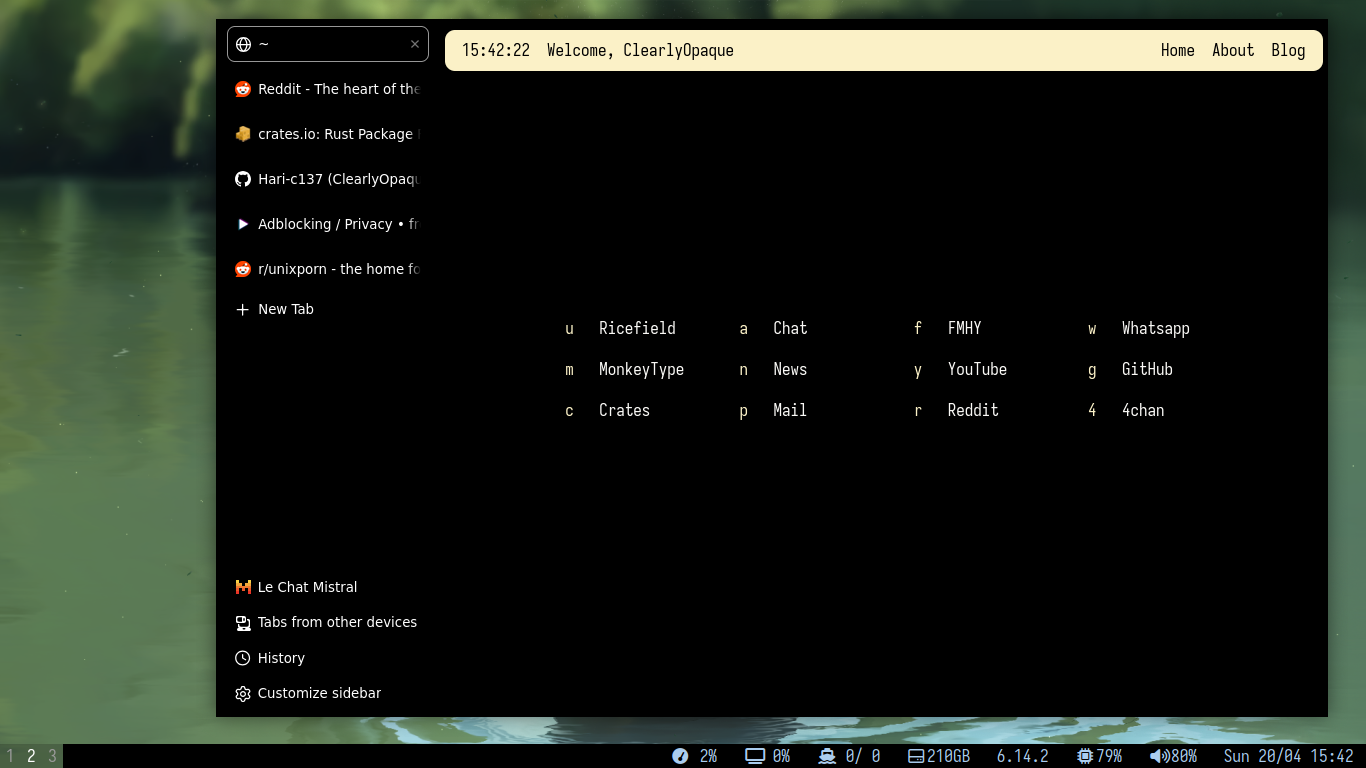 ~
Reddit - The heart of the
crates.io: Rust Package
Hari-c137 (ClearlyOpaqu
Adblocking / Privacy • fr
r/unixporn - the home fo
New Tab
Le Chat Mistral
Tabs from other devices
History
Customize sidebar
15:42:22 Welcome, ClearlyOpaque Home About Blog
u Ricefield a Chat f FMHY w Whatsapp
m MonkeyType n News y YouTube g GitHub
c Crates p Mail r Reddit 4 4chan
1 2 3 2% 0% 0/ 0 210GB 6.14.2 79% 80% Sun 20/04 15:42